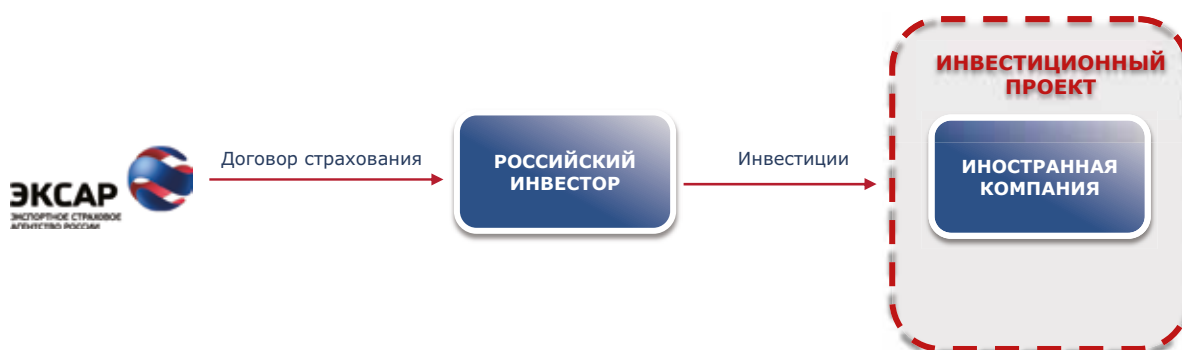 ИНВЕСТИЦИОННЫЙ
ПРОЕКТ
Договор страхования
РОССИЙСКИЙ
ИНВЕСТОР
Инвестиции
ИНОСТРАННАЯ
КОМПАНИЯ
ЭКСАР
ЭКСПОРТНОЕ СТРАХОВОЕ
АГЕНТСТВО РОССИИ